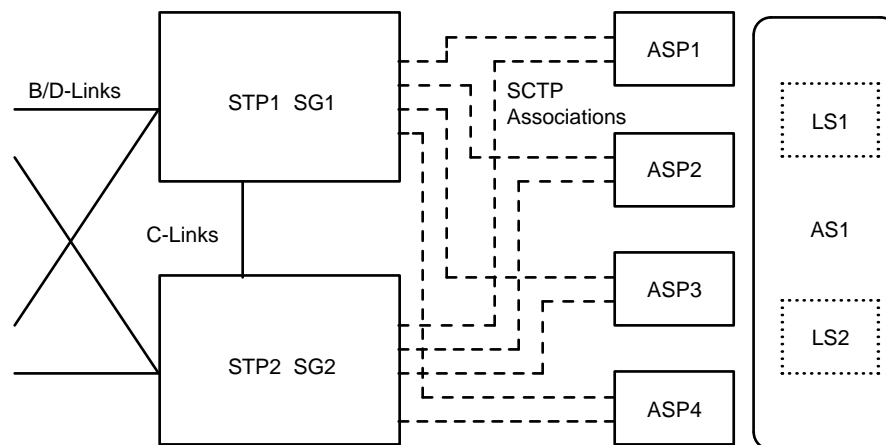 B/D-Links
STP1 SG1
SCTP
Associations
ASP1
LS1
ASP2
C-Links
AS1
ASP3
STP2 SG2
LS2
ASP4